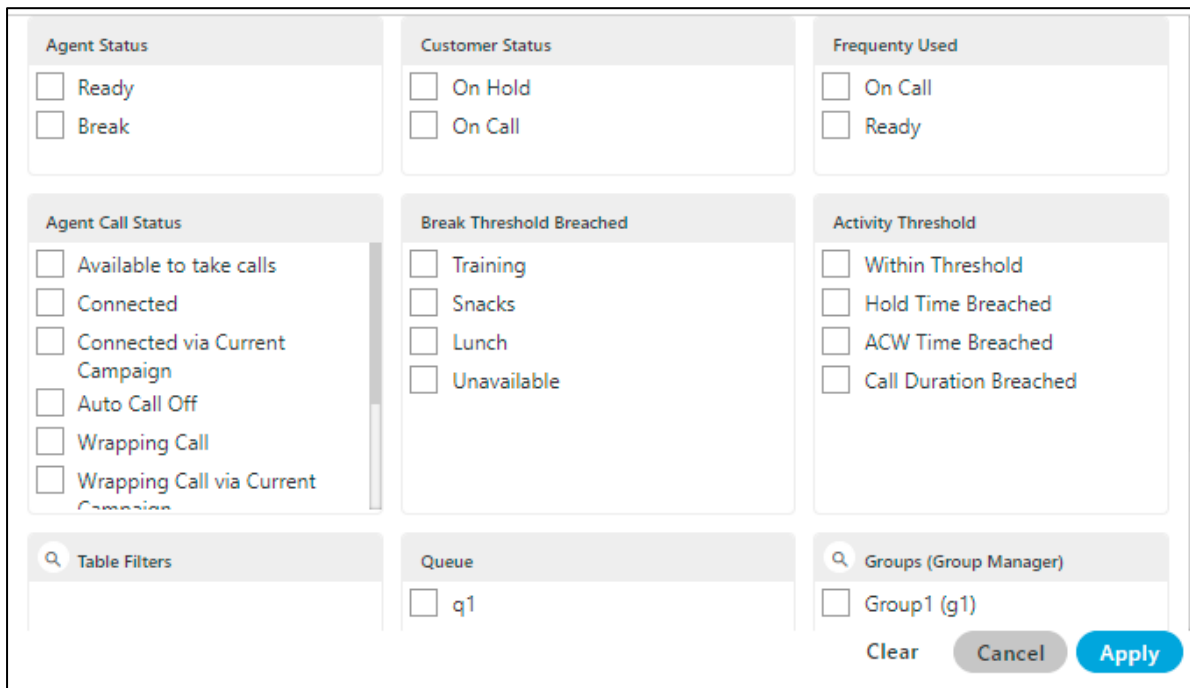 Agent Status
Ready
Break
Customer Status
On Hold
On Call
Frequenty Used
On Call
Ready
Agent Call Status
Available to take calls
Connected
Connected via Current
Campaign
Auto Call Off
Wrapping Call
Wrapping Call via Current
Campaign
Break Threshold Breached
Training
Snacks
Lunch
Unavailable
Activity Threshold
Within Threshold
Hold Time Breached
ACW Time Breached
Call Duration Breached
Table Filters
Queue
q1
Groups (Group Manager)
Group1 (g1)
Clear
Cancel
Apply